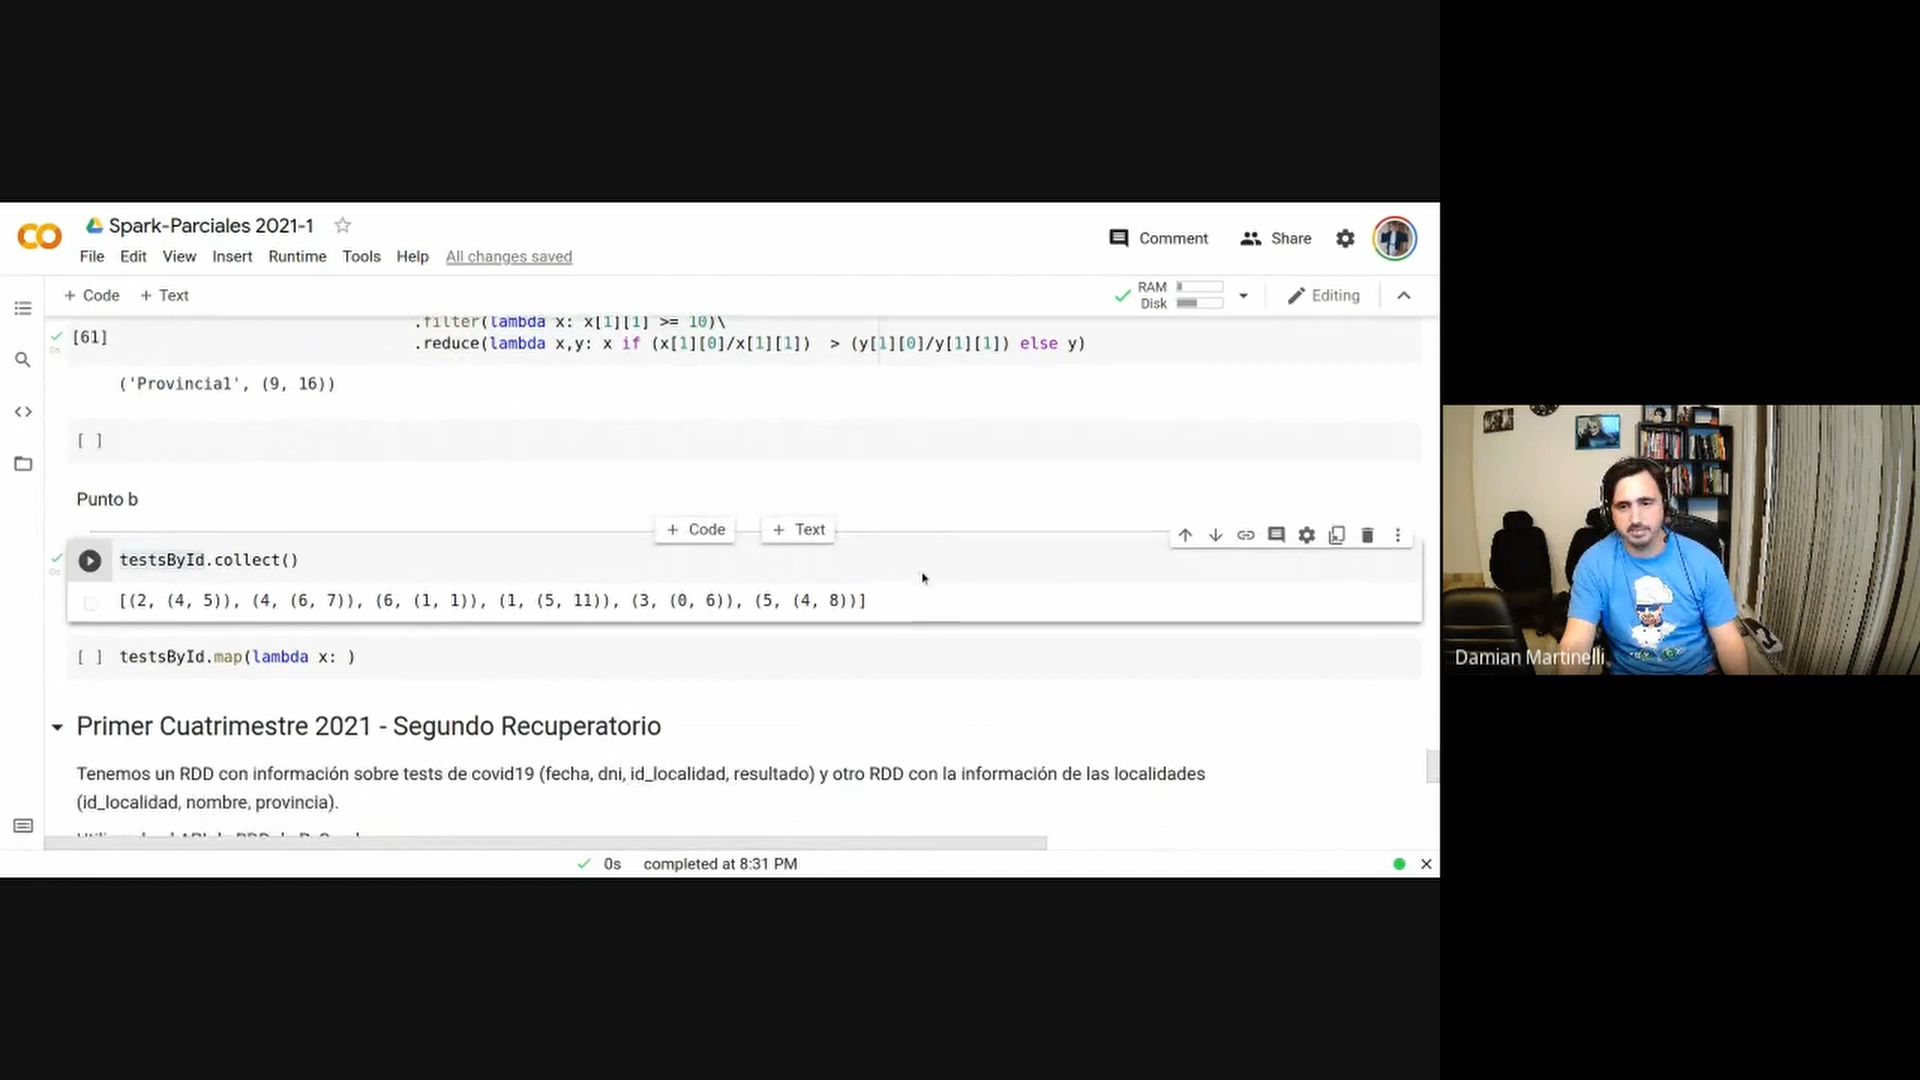 Spark-Parciales 2021-1
Comment
Share
File Edit View Insert Runtime Tools Help All changes saved
+ Code + Text
RAM
Disk
Editing
.filter(lambda x: x[1][1] >= 10)\
[61]
.reduce(lambda x,y: x if (x[1][0]/x[1][1])  > (y[1][0]/y[1][1]) else y)
('Provincia1', (9, 16))
[ ]
Punto b
+ Code + Text
testsById.collect()
[(2, (4, 5)), (4, (6, 7)), (6, (1, 1)), (1, (5, 11)), (3, (0, 6)), (5, (4, 8))]
[ ] testsById.map(lambda x: )
Primer Cuatrimestre 2021 - Segundo Recuperatorio
Tenemos un RDD con información sobre tests de covid19 (fecha, dni, id_localidad, resultado) y otro RDD con la información de las localidades
(id_localidad, nombre, provincia).
0s completed at 8:31 PM
Damian Martinelli